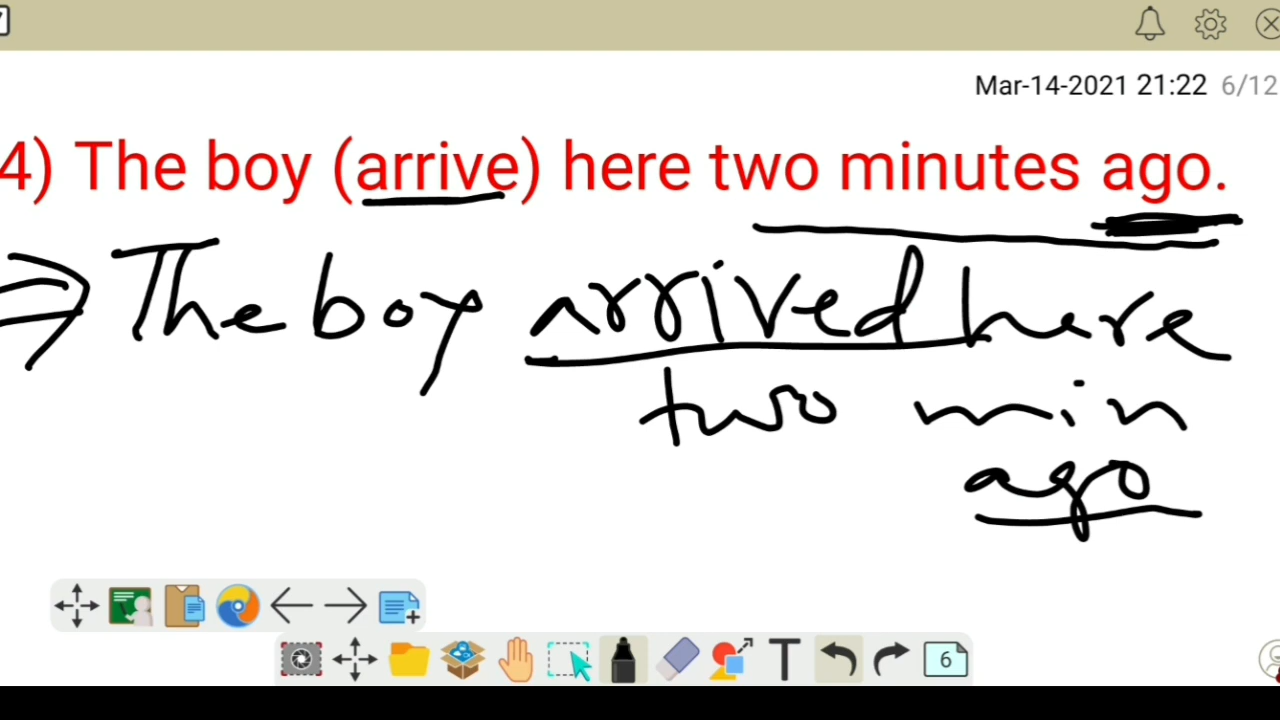 Mar-14-2021 21:22 6/12
4) The boy (arrive) here two minutes ago.
The boy arrived here
two min
ago
T
6